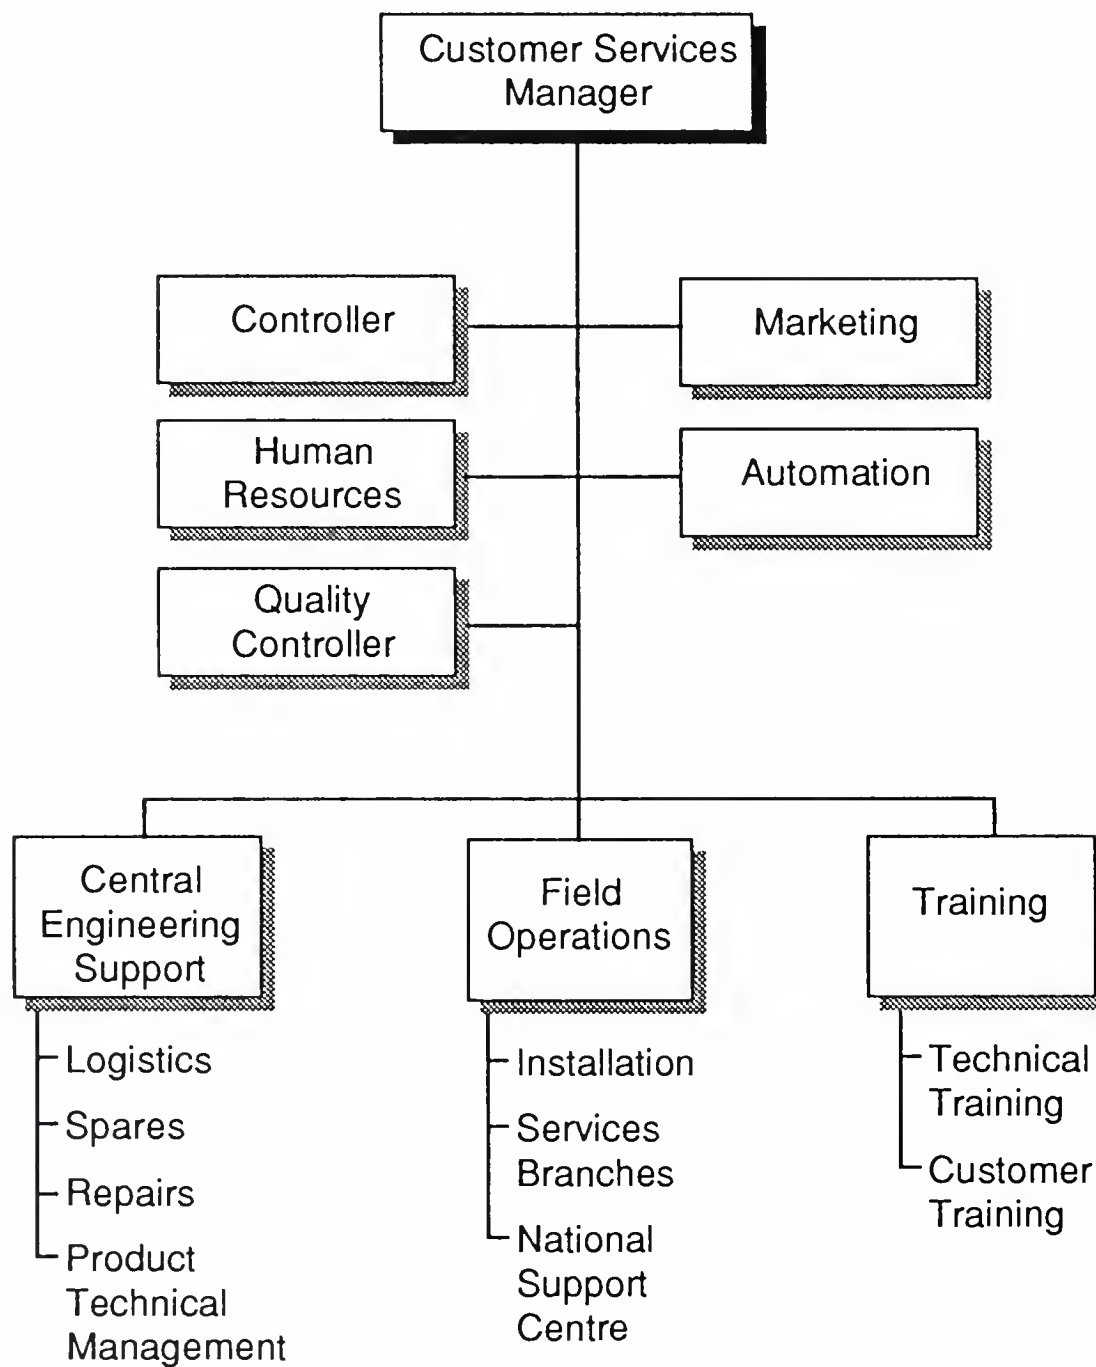 Customer Services
Manager
Controller
Marketing
Human
Resources
Automation
Quality
Controller
Central
Engineering
Support
Logistics
Spares
Repairs
Product
Technical
Management
Field
Operations
Installation
Services
Branches
National
Support
Centre
Training
Technical
Training
Customer
Training